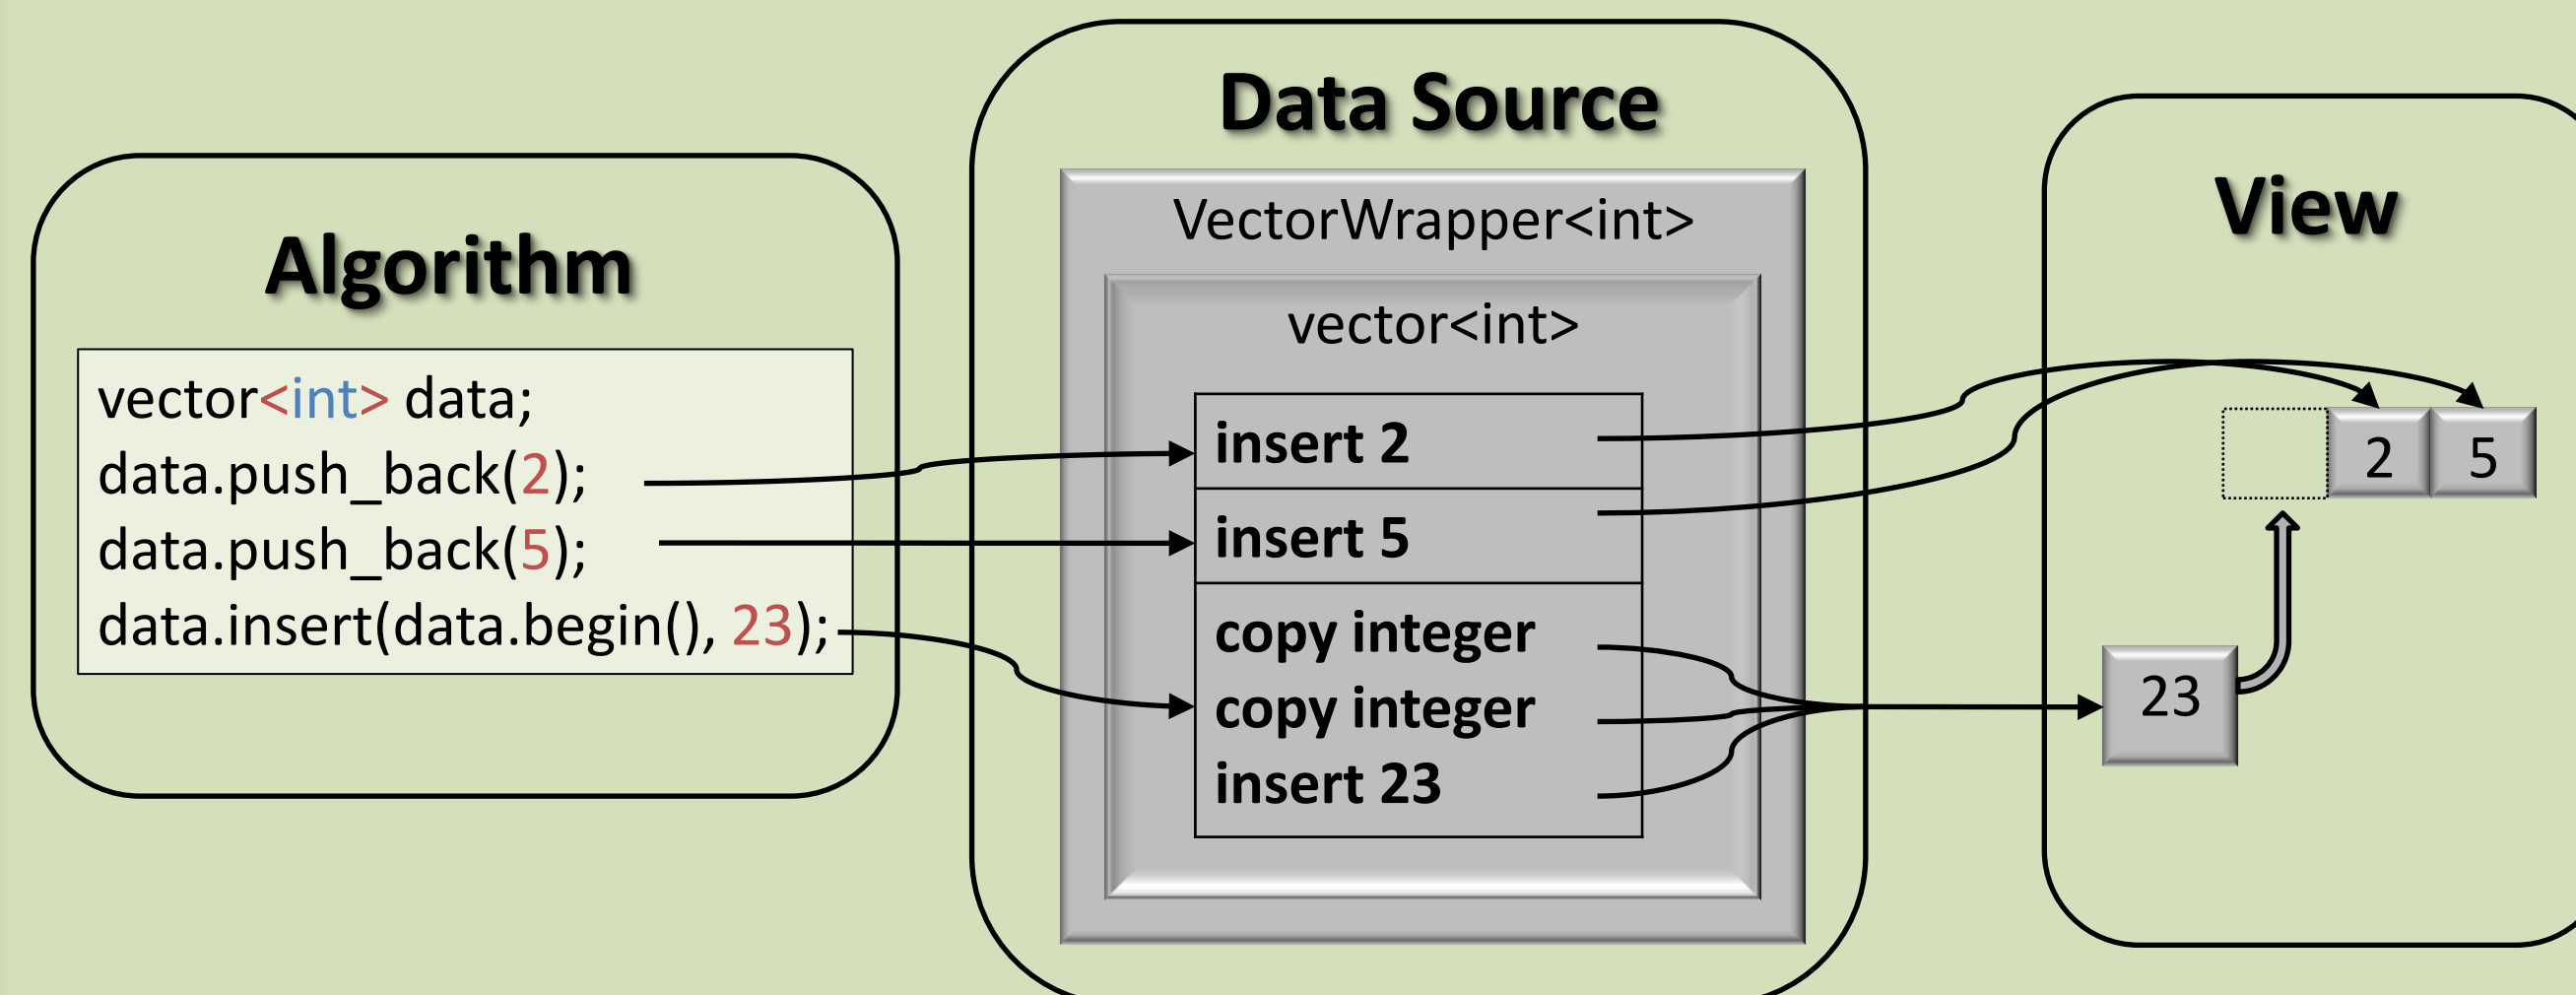 Algorithm
vector<int> data;
data.push_back(2);
data.push_back(5);
data.insert(data.begin(), 23);
Data Source
VectorWrapper<int>
vector<int>
insert 2
insert 5
copy integer
copy integer
insert 23
View
2 5
23